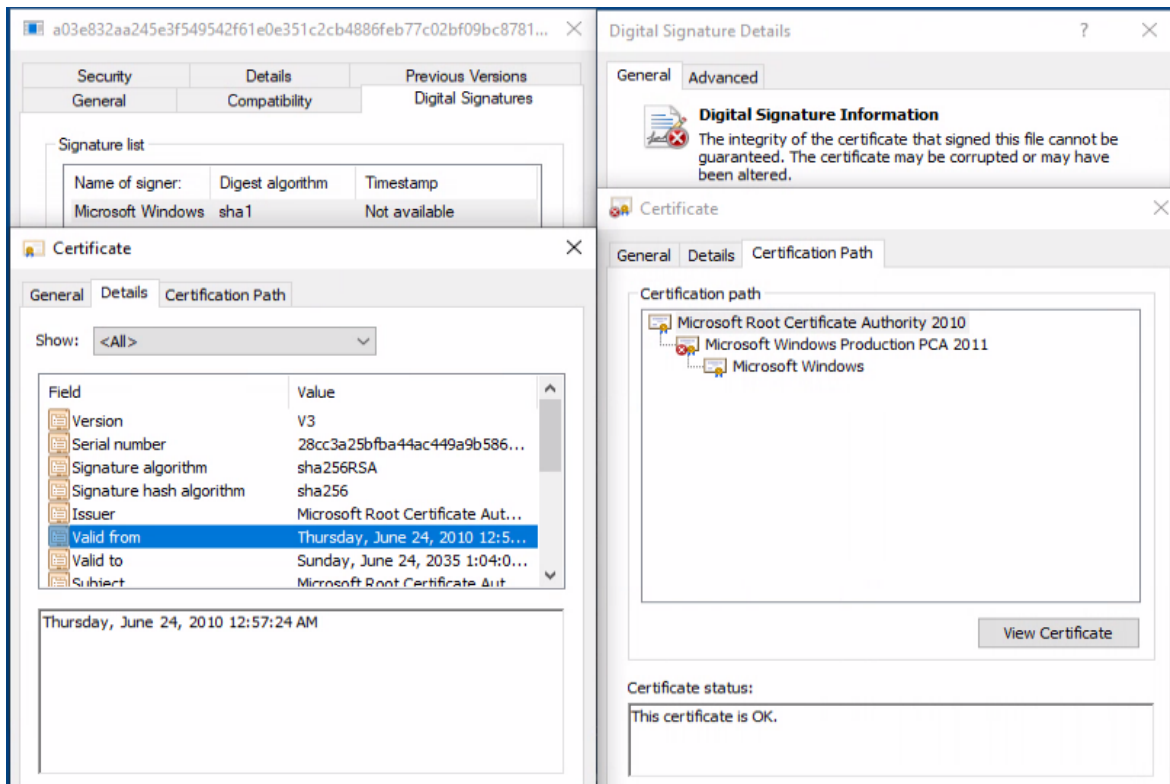 a03e832aa245e3f549542f61e0e351c2cb4886feb77c02bf09bc8781...
Security Details Previous Versions
General Compatibility Digital Signatures
Signature list
Name of signer: Digest algorithm Timestamp
Microsoft Windows sha1 Not available
Digital Signature Details ?
General Advanced
Digital Signature Information
The integrity of the certificate that signed this file cannot be
guaranteed. The certificate may be corrupted or may have
been altered.
Certificate
General Details Certification Path
Show: <All>
Field Value
Version V3
Serial number 28cc3a25bfba44ac449a9b586...
Signature algorithm sha256RSA
Signature hash algorithm sha256
Issuer Microsoft Root Certificate Aut...
Valid from Thursday, June 24, 2010 12:5...
Valid to Sunday, June 24, 2035 1:04:0...
Subject Microsoft Root Certificate Aut
Thursday, June 24, 2010 12:57:24 AM
Certificate
General Details Certification Path
Certification path
Microsoft Root Certificate Authority 2010
Microsoft Windows Production PCA 2011
Microsoft Windows
View Certificate
Certificate status:
This certificate is OK.